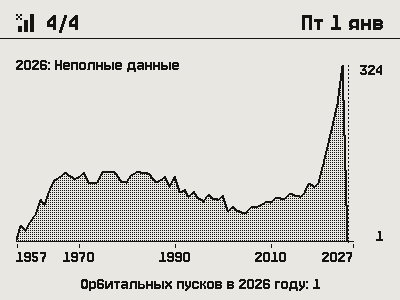 4/4
Пт 1 янв
2026: Неполные данные
324
1
1957 1970 1990 2010 2027
Орбитальных пусков в 2026 году: 1